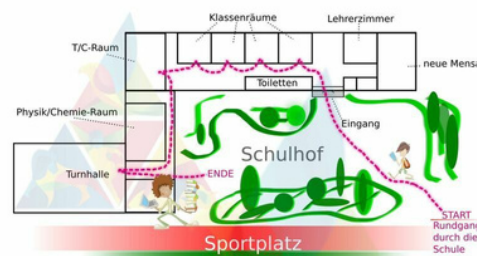 Klassenräume
Lehrerzimmer
T/C-Raum
neue Mensa
Toiletten
Physik/Chemie-Raum
Eingang
Schulhof
Turnhalle
ENDE
START
Rundgang
durch die
Schule
Sportplatz